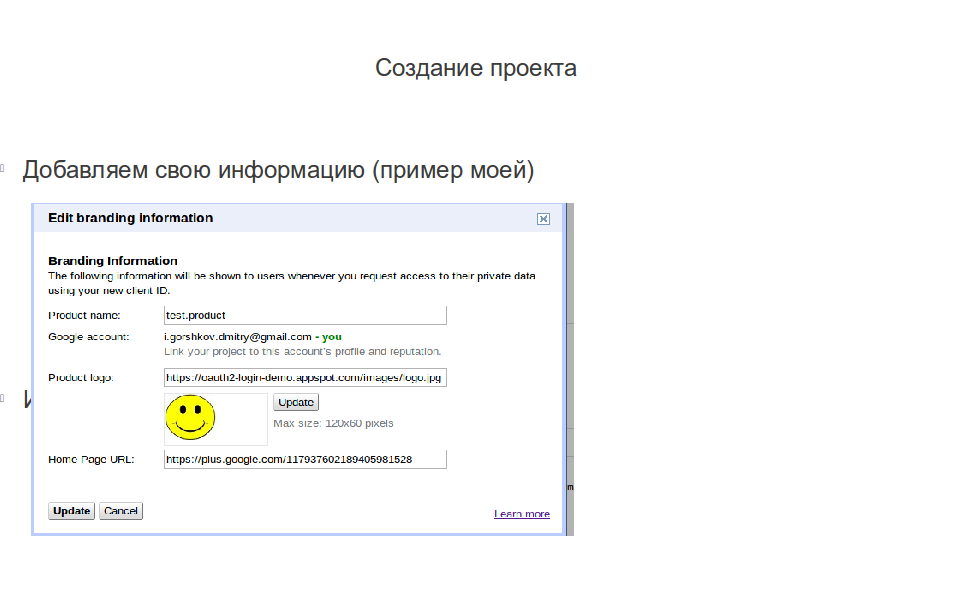 Создание проекта
Добавляем свою информацию (пример моей)
Edit branding information
Branding Information
The following information will be shown to users whenever you request access to their private data
using your new client ID.
Product name: test.product
Google account: i.gorshkov.dmitry@gmail.com - you
Link your project to this account's profile and reputation.
Product logo: https://oauth2-login-demo.appspot.com/images/logo.jpg
Update
Max size: 120x60 pixels
Home Page URL: https://plus.google.com/117937602189405981528
Update Cancel Learn more